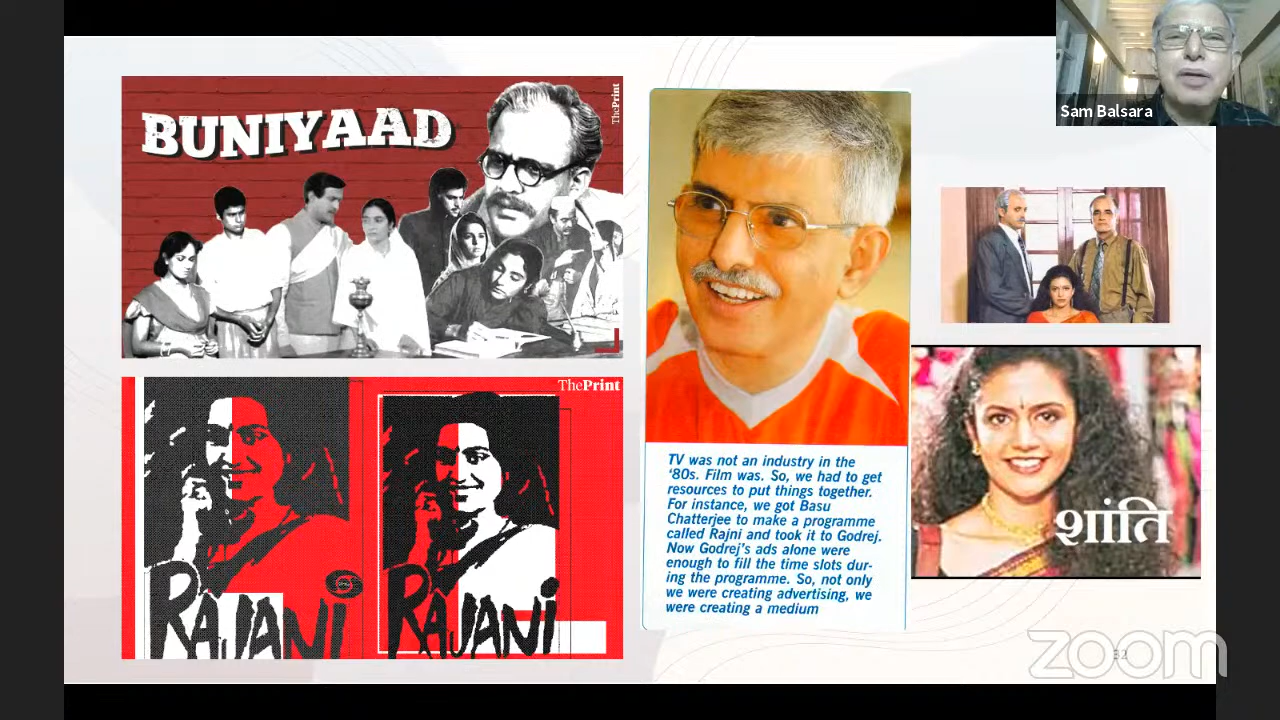 Sam Balsara
BUNIYAAD
ThePrint
ThePrint
RAJANI
RAJANI
TV was not an industry in the
'80s. Film was. So, we had to get
resources to put things together.
For instance, we got Basu
Chatterjee to make a programme
called Rajni and took it to Godrej.
Now Godrej's ads alone were
enough to fill the time slots dur-
ing the programme. So, not only
we were creating advertising, we
were creating a medium
शांति
32
zoom